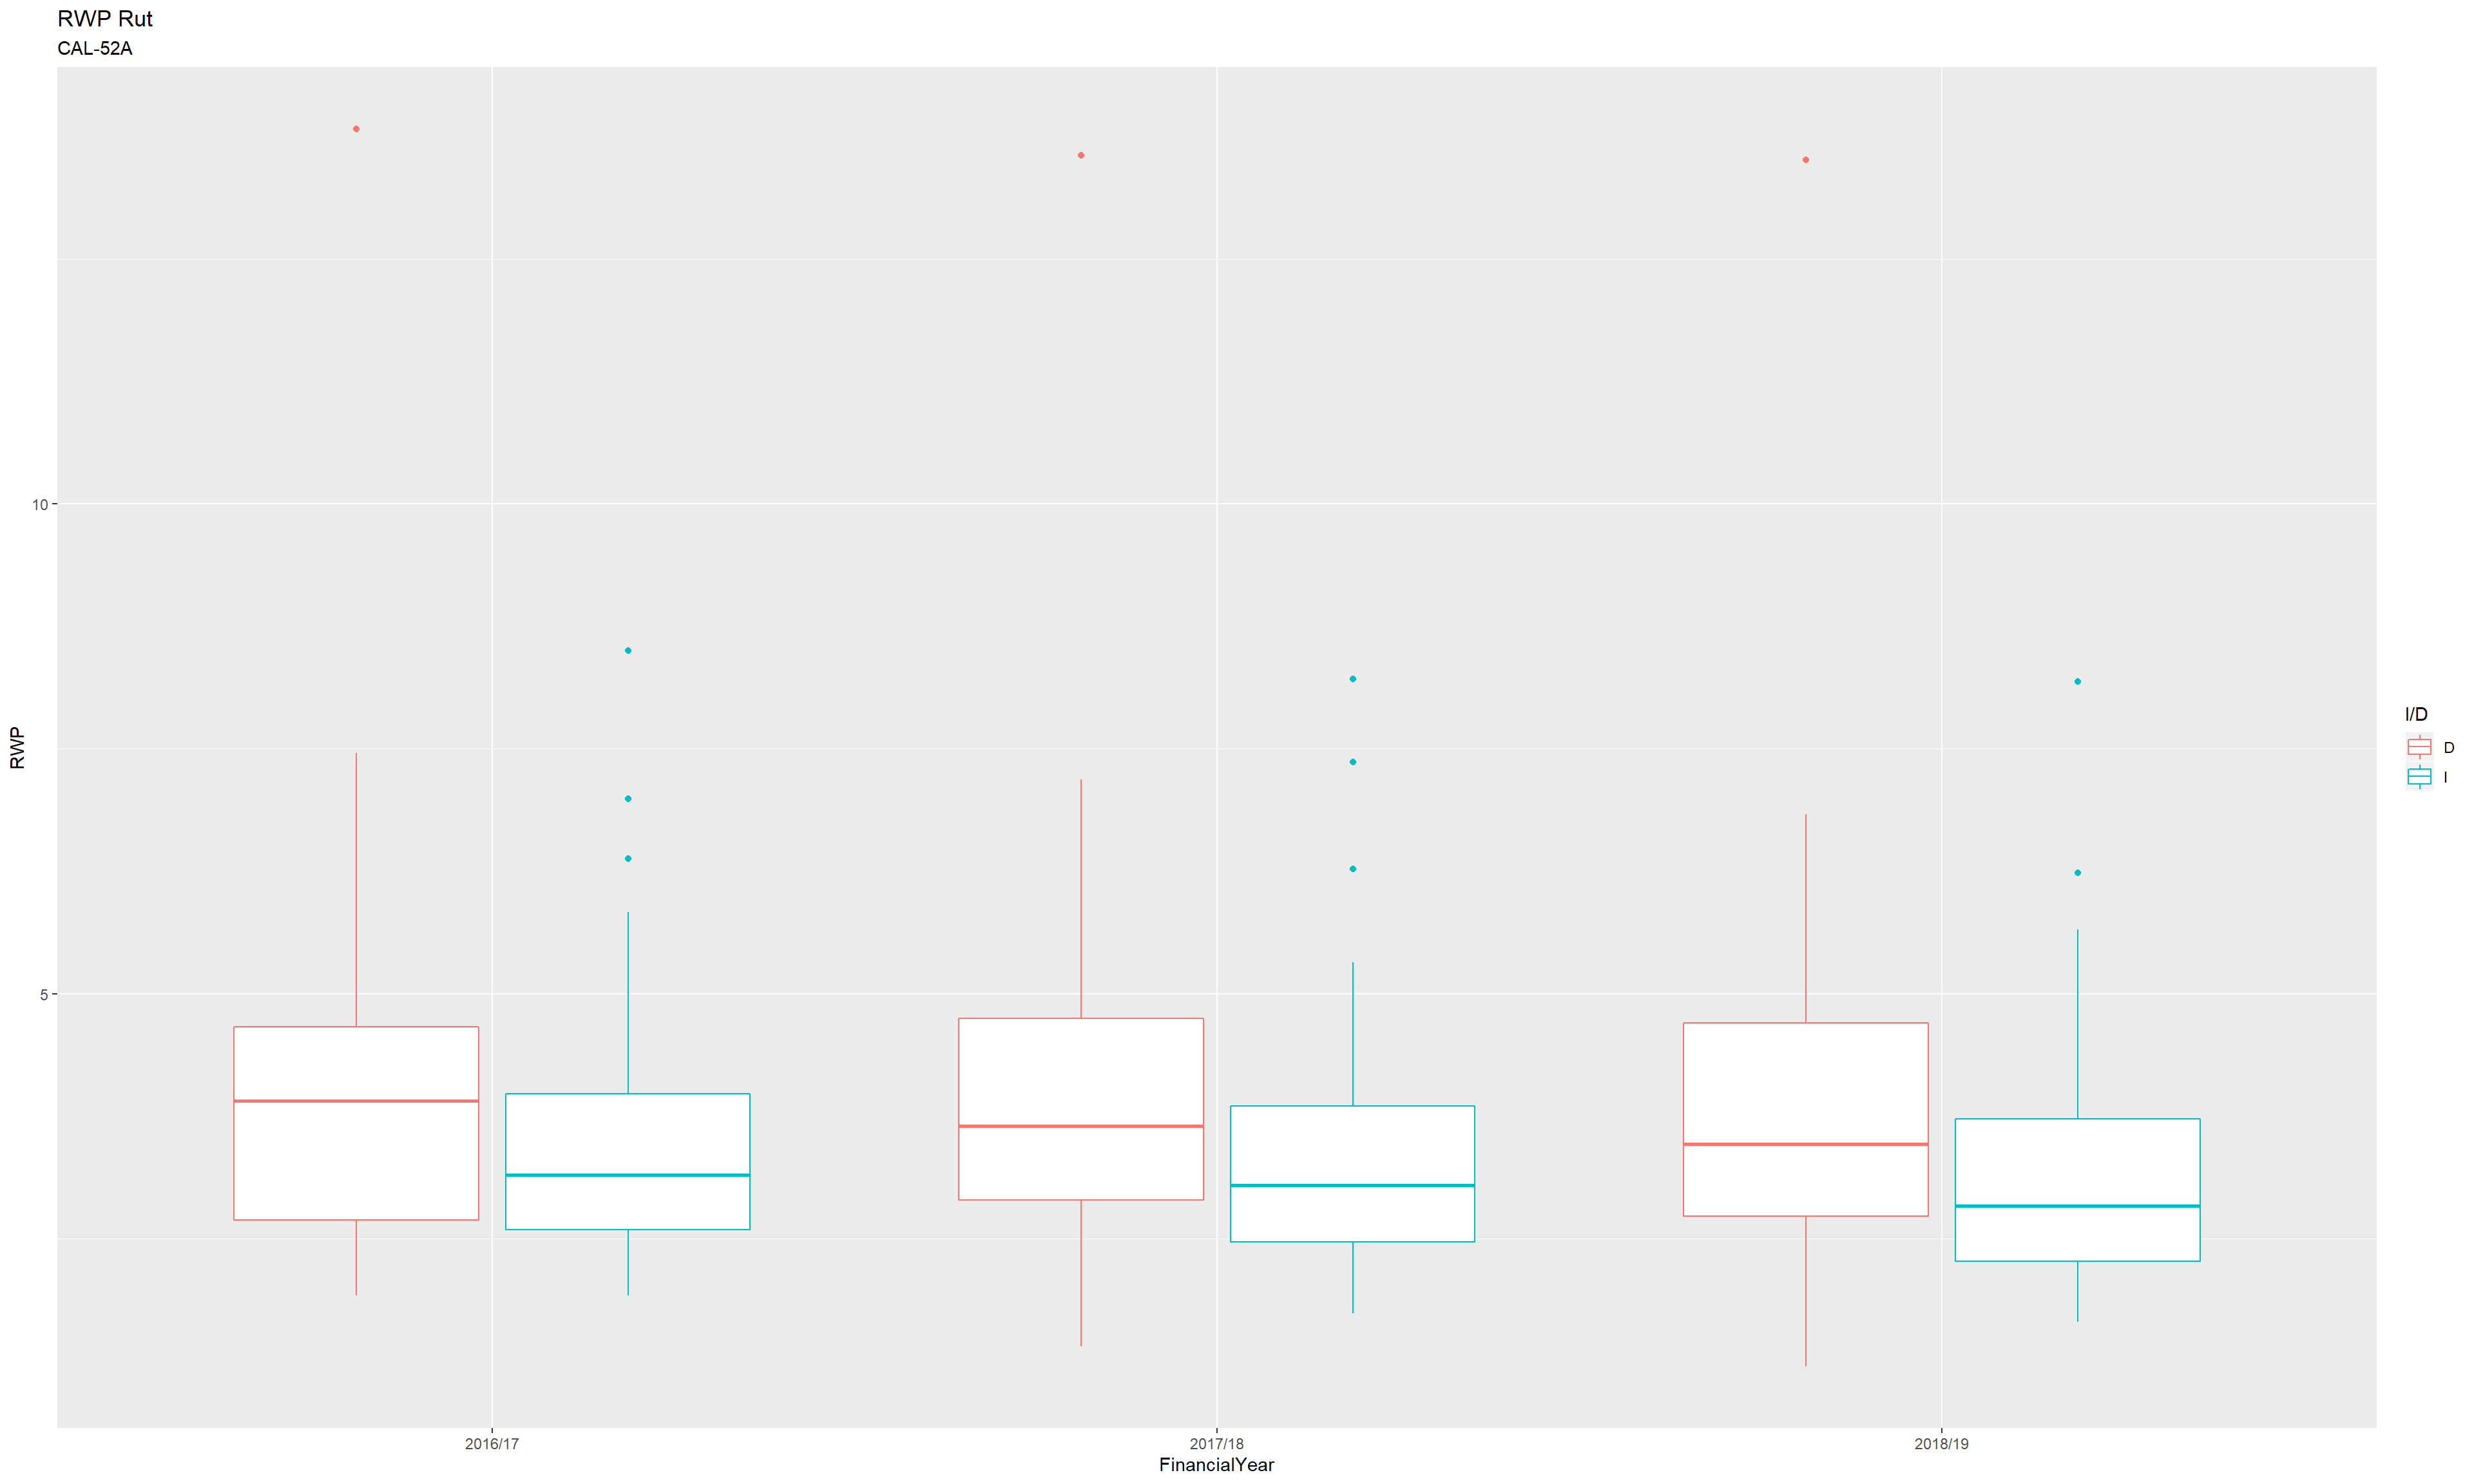 RWP Rut
CAL-52A
10
5
RWP
2016/17
2017/18
2018/19
FinancialYear
I/D
D
I